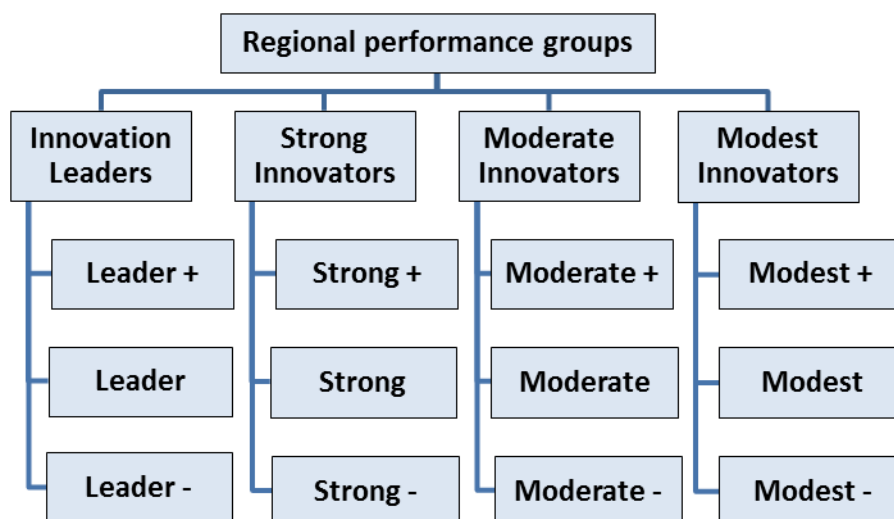 Regional performance groups
Innovation
Leaders
Strong
Innovators
Moderate
Innovators
Modest
Innovators
Leader +
Strong +
Moderate +
Modest +
Leader
Strong
Moderate
Modest
Leader -
Strong -
Moderate -
Modest -